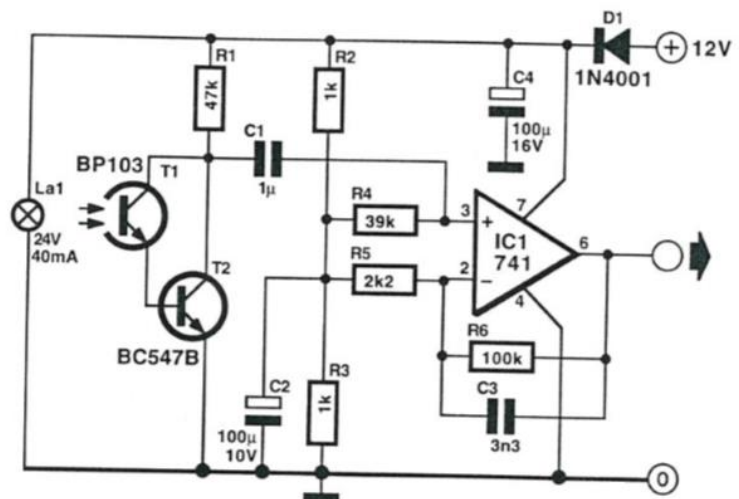 D1
12V
1N4001
R1
47k
R2
1k
C4
100μ
16V
C1
1μ
BP103
T1
La1
24V
40mA
R4
39k
R5
2k2
3
+
7
IC1
741
6
2
−
4
T2
BC547B
R6
100k
C3
3n3
C2
100μ
10V
R3
1k
0